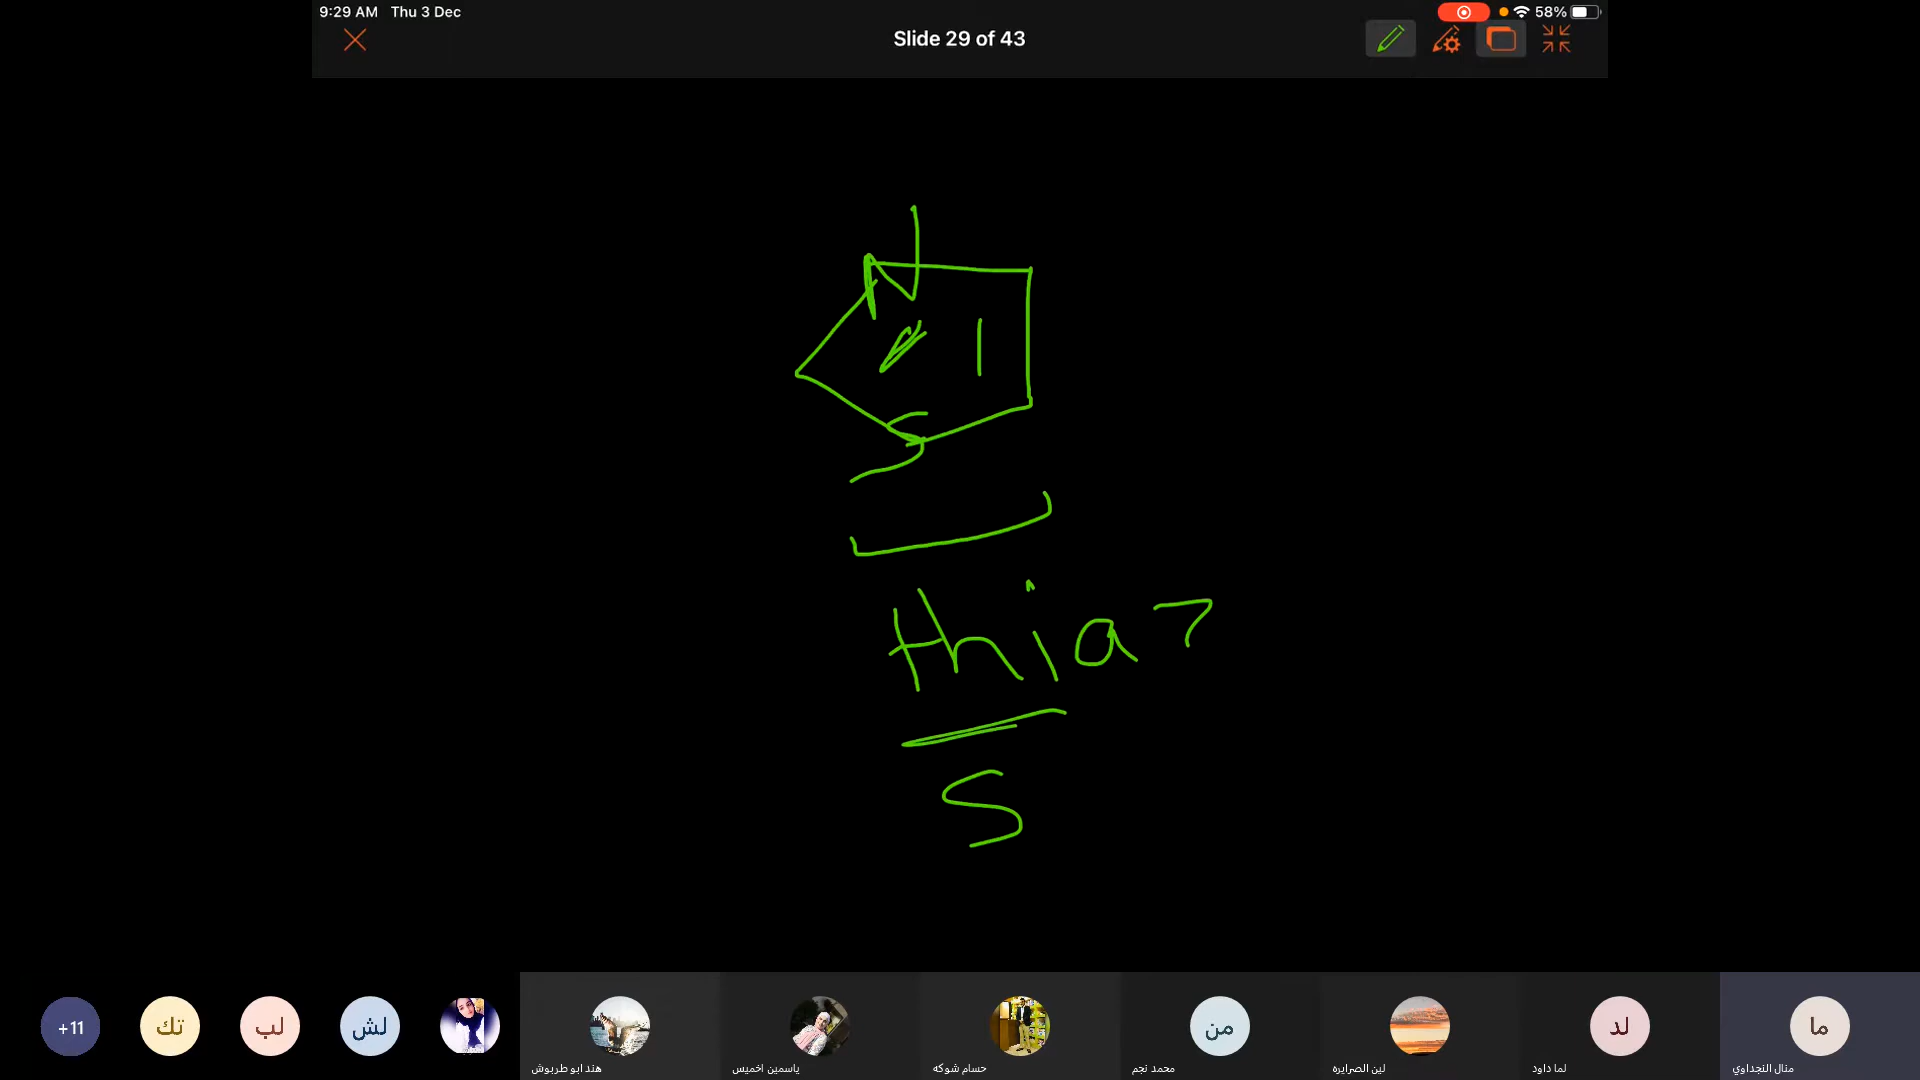 9:29 AM Thu 3 Dec
58%
Slide 29 of 43
N
S
thiaz
S
+11
تك
لب
لش
من
لد
ما
هند ابو طربوش
ياسمين اخميس
حسام شوكه
محمد نجم
لين الصرايره
لما داود
منال النجداوي